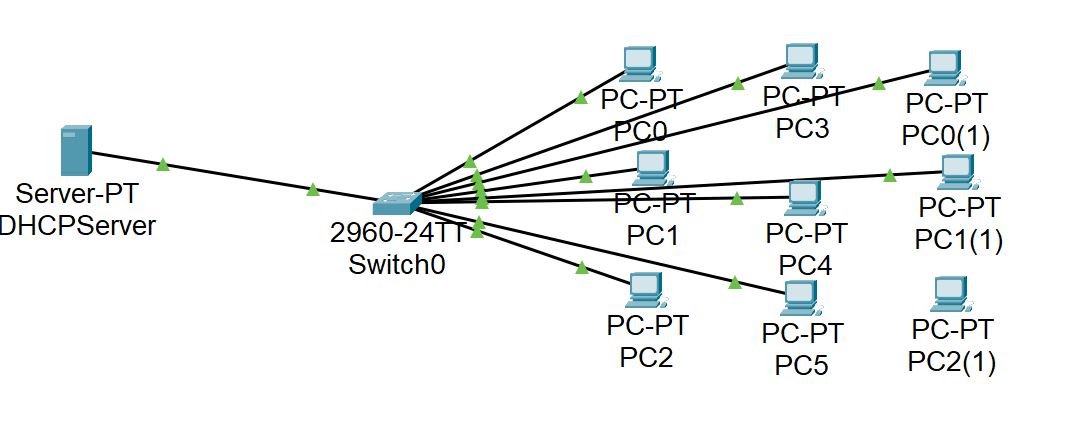 PC-PT
PC0
PC-PT
PC3
PC-PT
PC0(1)
Server-PT
DHCPServer
2960-24TT
Switch0
PC-PT
PC1
PC-PT
PC4
PC-PT
PC1(1)
PC-PT
PC2
PC-PT
PC5
PC-PT
PC2(1)